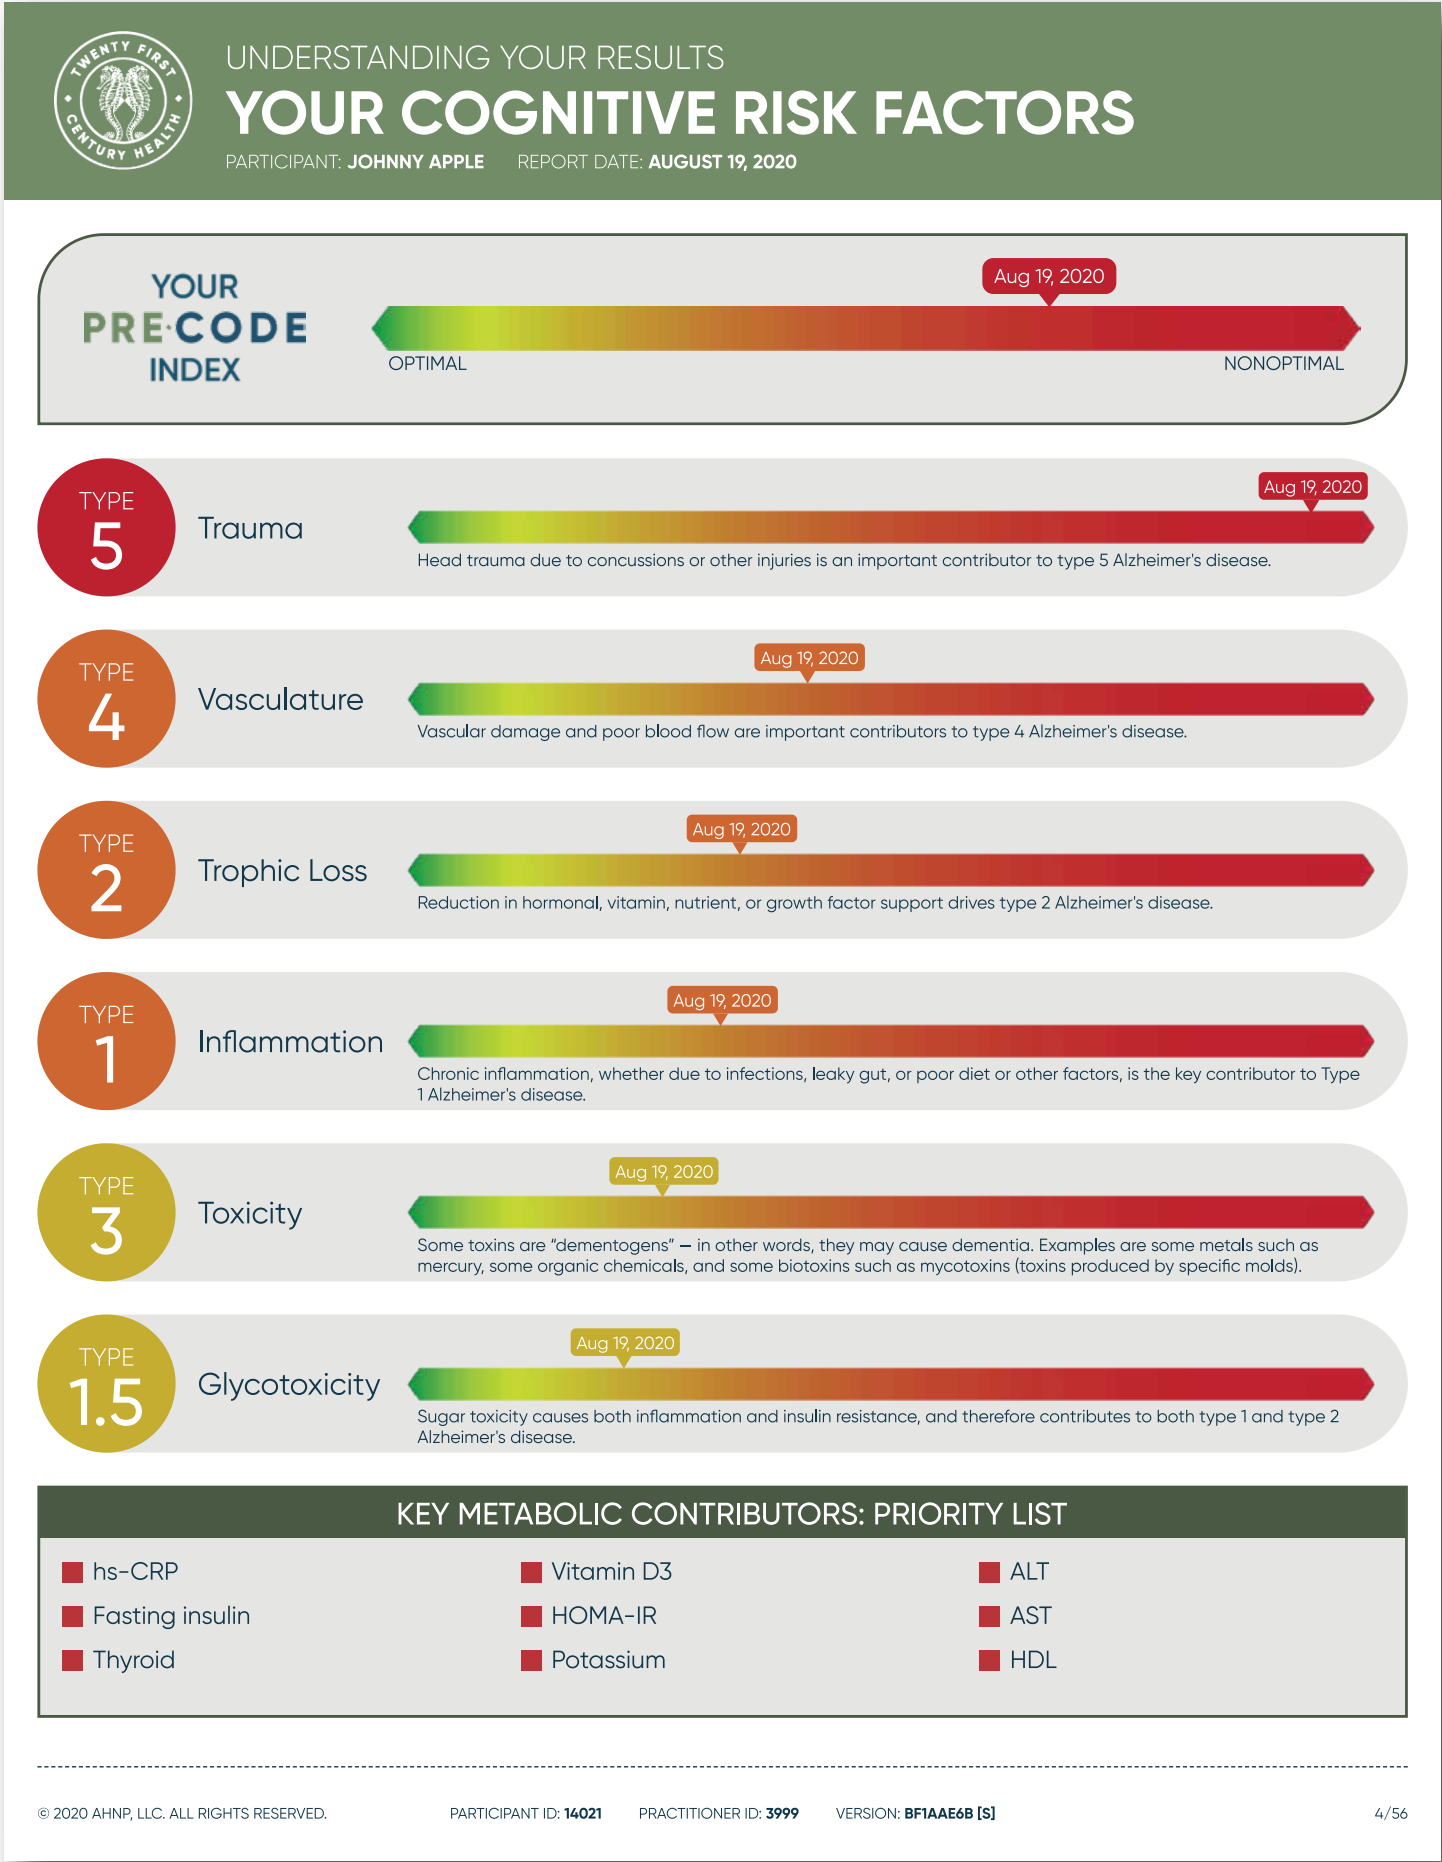 TWENTY FIRST
CENTURY HEALTH
UNDERSTANDING YOUR RESULTS
YOUR COGNITIVE RISK FACTORS
PARTICIPANT: JOHNNY APPLE REPORT DATE: AUGUST 19, 2020
YOUR
PRE·CODE
INDEX
Aug 19, 2020
OPTIMAL NONOPTIMAL
TYPE
5
Trauma
Aug 19, 2020
Head trauma due to concussions or other injuries is an important contributor to type 5 Alzheimer's disease.
TYPE
4
Vasculature
Aug 19, 2020
Vascular damage and poor blood flow are important contributors to type 4 Alzheimer's disease.
TYPE
2
Trophic Loss
Aug 19, 2020
Reduction in hormonal, vitamin, nutrient, or growth factor support drives type 2 Alzheimer's disease.
TYPE
1
Inflammation
Aug 19, 2020
Chronic inflammation, whether due to infections, leaky gut, or poor diet or other factors, is the key contributor to Type
1 Alzheimer's disease.
TYPE
3
Toxicity
Aug 19, 2020
Some toxins are "dementogens" — in other words, they may cause dementia. Examples are some metals such as
mercury, some organic chemicals, and some biotoxins such as mycotoxins (toxins produced by specific molds).
TYPE
1.5
Glycotoxicity
Aug 19, 2020
Sugar toxicity causes both inflammation and insulin resistance, and therefore contributes to both type 1 and type 2
Alzheimer's disease.
KEY METABOLIC CONTRIBUTORS: PRIORITY LIST
hs-CRP Vitamin D3 ALT
Fasting insulin HOMA-IR AST
Thyroid Potassium HDL
© 2020 AHNP, LLC. ALL RIGHTS RESERVED. PARTICIPANT ID: 14021 PRACTITIONER ID: 3999 VERSION: BF1AAE6B [S] 4/56